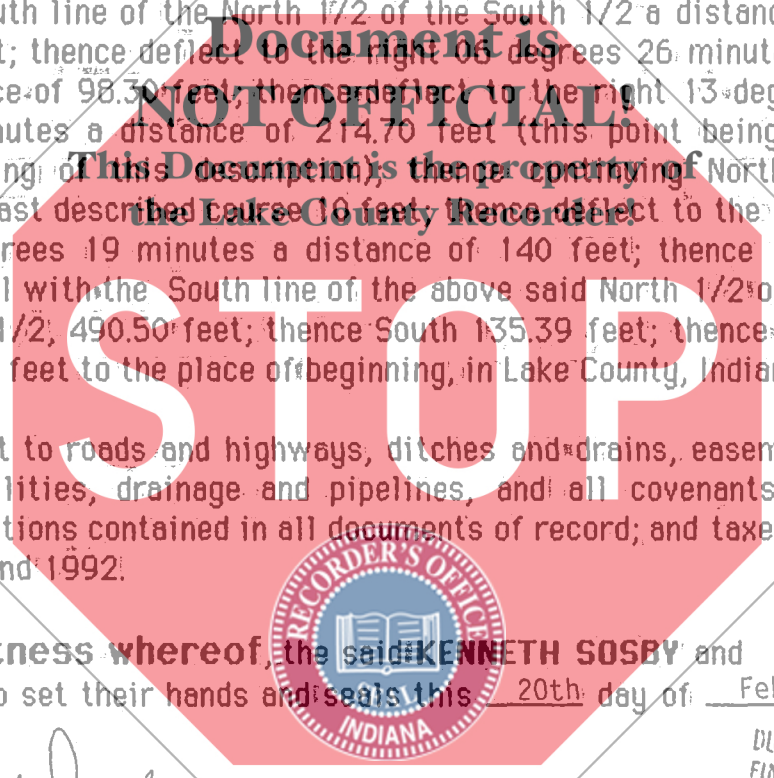 uth line of the North 1/2 of the South 1/2 a distanc
t; thence deflect to the right 06 degrees 26 minut
ce of 98.30 feet; thence deflect to the right 13 deg
nutes a distance of 214.70 feet (this point being
ng of this description); thence continuing North
ast described course 10 feet; thence deflect to the
rees 19 minutes a distance of 140 feet; thence
l with the South line of the above said North 1/2 o
1/2, 490.50 feet; thence South 135.39 feet; thence
feet to the place of beginning, in Lake County, India
t to roads and highways, ditches and drains, easem
lities, drainage and pipelines, and all covenants
tions contained in all documents of record; and taxe
nd 1992.
tness whereof, the said KENNETH SOSBY and
o set their hands and seals this 20th day of Fe
Document is
NOT OFFICIAL!
This Document is the property of
the Lake County Recorder!
STOP
RECORDER'S OFFICE
SEAL
INDIANA